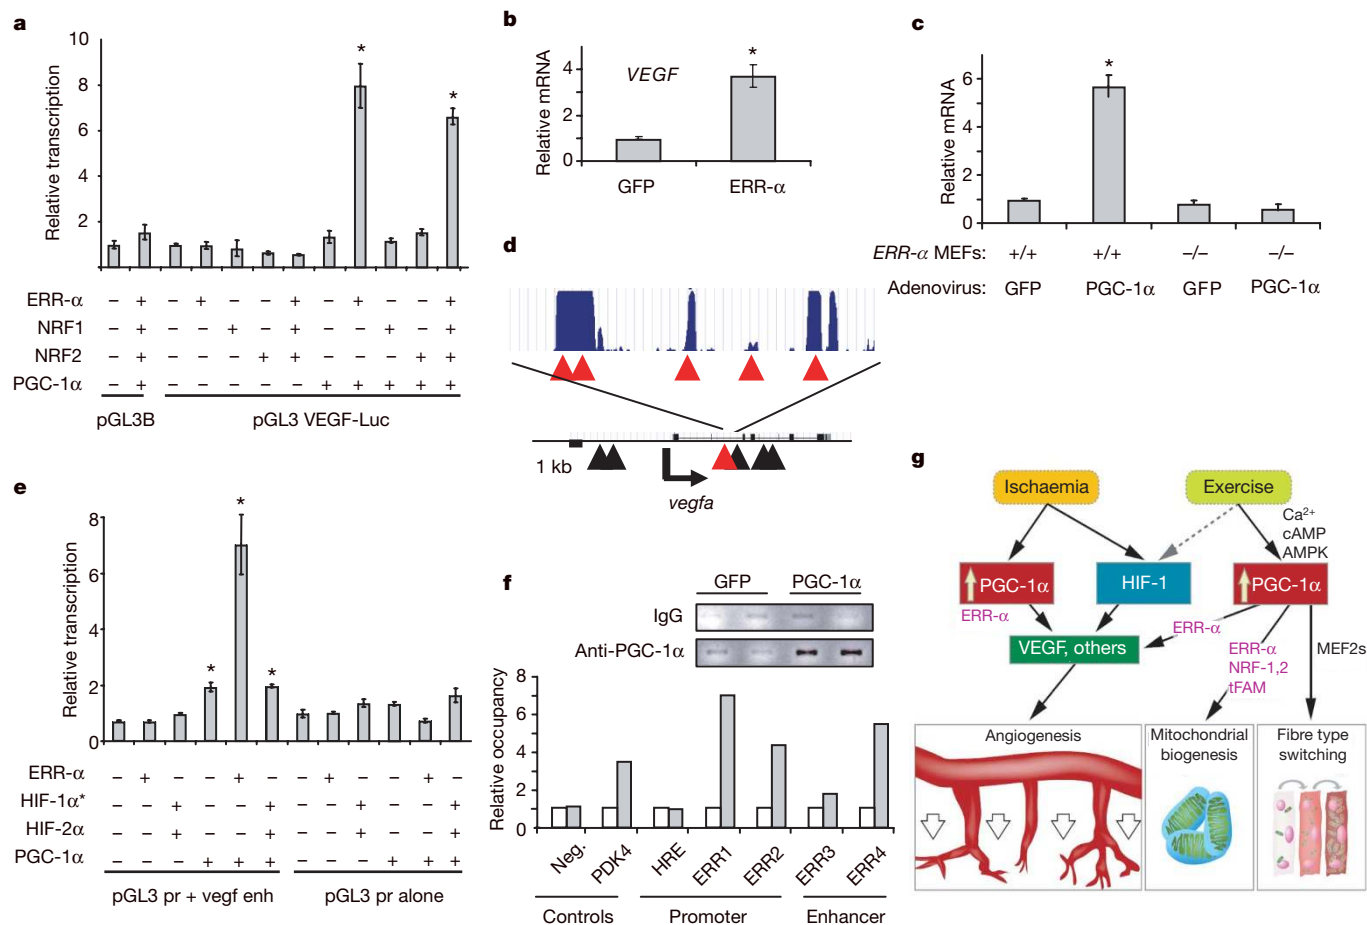 a
10
8
6
4
2
Relative transcription
*
*
ERR-α − + − + − − + − + − − +
NRF1 − + − − + − + − − + − +
NRF2 − + − − − + + − − − + +
PGC-1α − + − − − − − + + + + +
pGL3B pGL3 VEGF-Luc
b
Relative mRNA
4
2
0
VEGF
*
GFP ERR-α
c
Relative mRNA
6
4
2
0
*
ERR-α MEFs: +/+ +/+ −/− −/−
Adenovirus: GFP PGC-1α GFP PGC-1α
d
1 kb
vegfa
e
Relative transcription
8
6
4
2
0
*
*
*
ERR-α − + − − + − − + − − + −
HIF-1α* − − + − − + − − + − − +
HIF-2α − − + − − + − − + − − +
PGC-1α − − − + + + − − − + + +
pGL3 pr + vegf enh pGL3 pr alone
f
GFP PGC-1α
IgG
Anti-PGC-1α
Relative occupancy
8
6
4
2
0
Neg. PDK4 HRE ERR1 ERR2 ERR3 ERR4
Controls Promoter Enhancer
g
Ischaemia Exercise
Ca²⁺
cAMP
AMPK
PGC-1α HIF-1 PGC-1α
ERR-α
ERR-α
VEGF, others
ERR-α
NRF-1,2
tFAM
MEF2s
Angiogenesis
Mitochondrial
biogenesis
Fibre type
switching